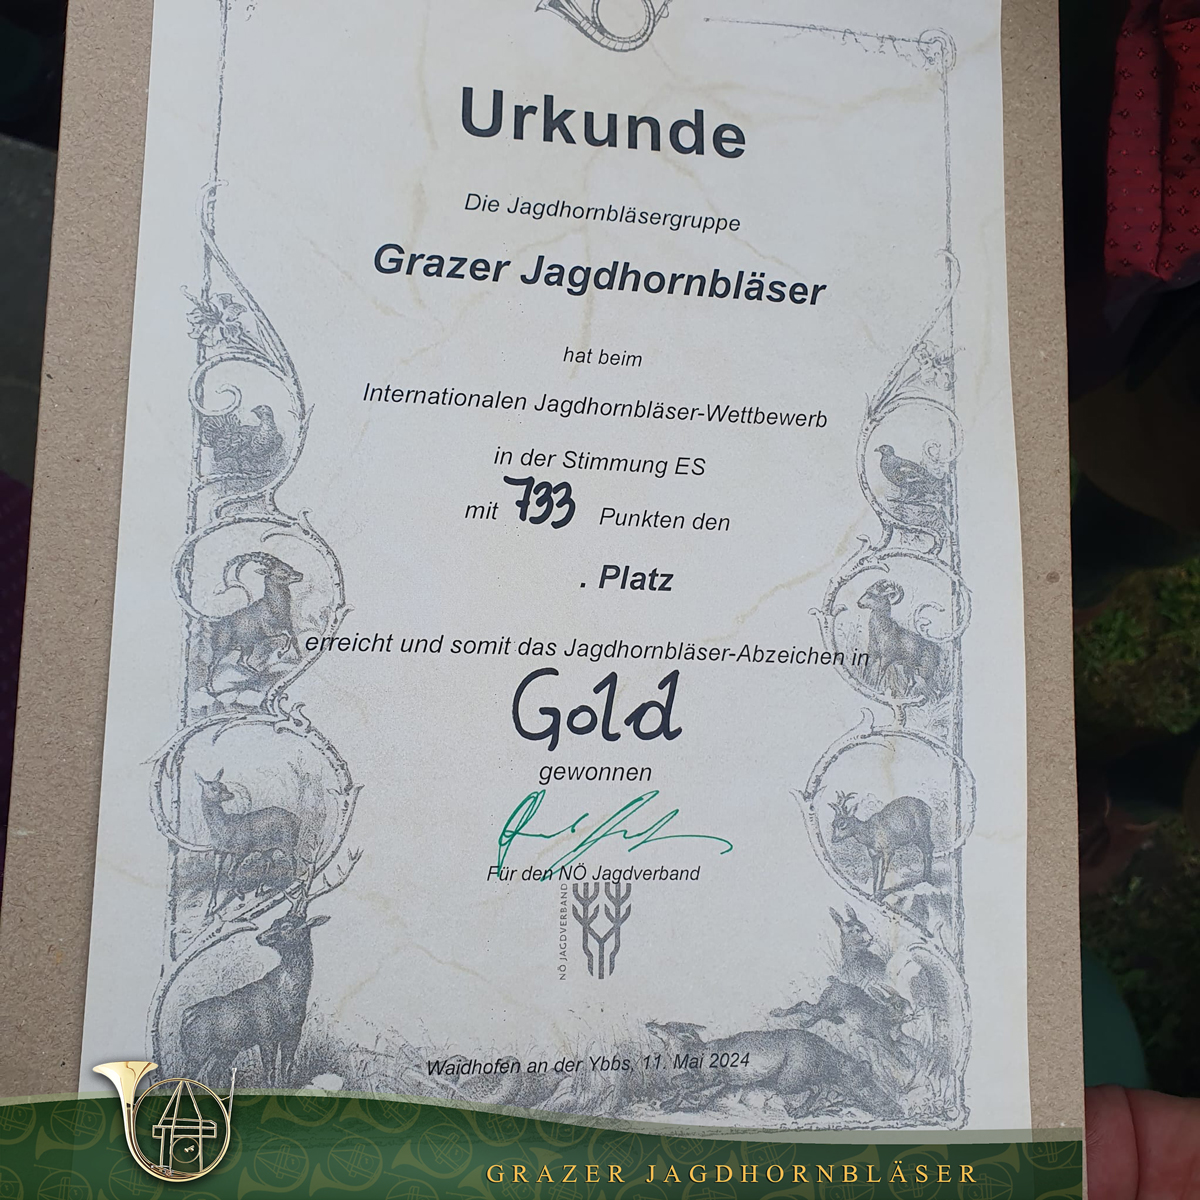 Urkunde
Die Jagdhornbläsergruppe
Grazer Jagdhornbläser
hat beim
Internationalen Jagdhornbläser-Wettbewerb
in der Stimmung ES
mit 733 Punkten den
. Platz
erreicht und somit das Jagdhornbläser-Abzeichen in
Gold
gewonnen
Für den NÖ Jagdverband
NÖ JAGDVERBAND
Waidhofen an der Ybbs, 11. Mai 2024
GRAZER JAGDHORNBLÄSER